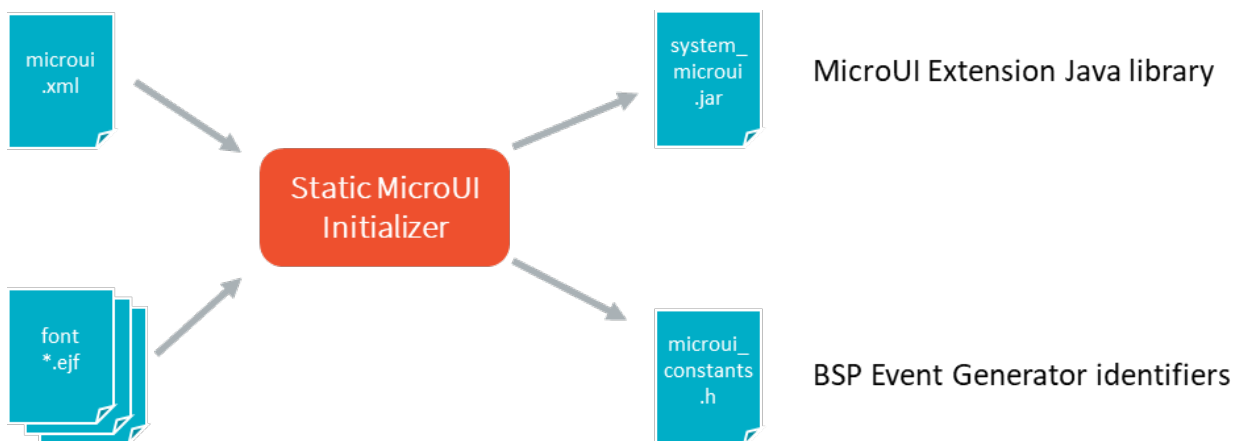 microui
.xml
system_
microui
.jar
MicroUI Extension Java library
Static MicroUI
Initializer
font
*.ejf
microui_
constants
.h
BSP Event Generator identifiers